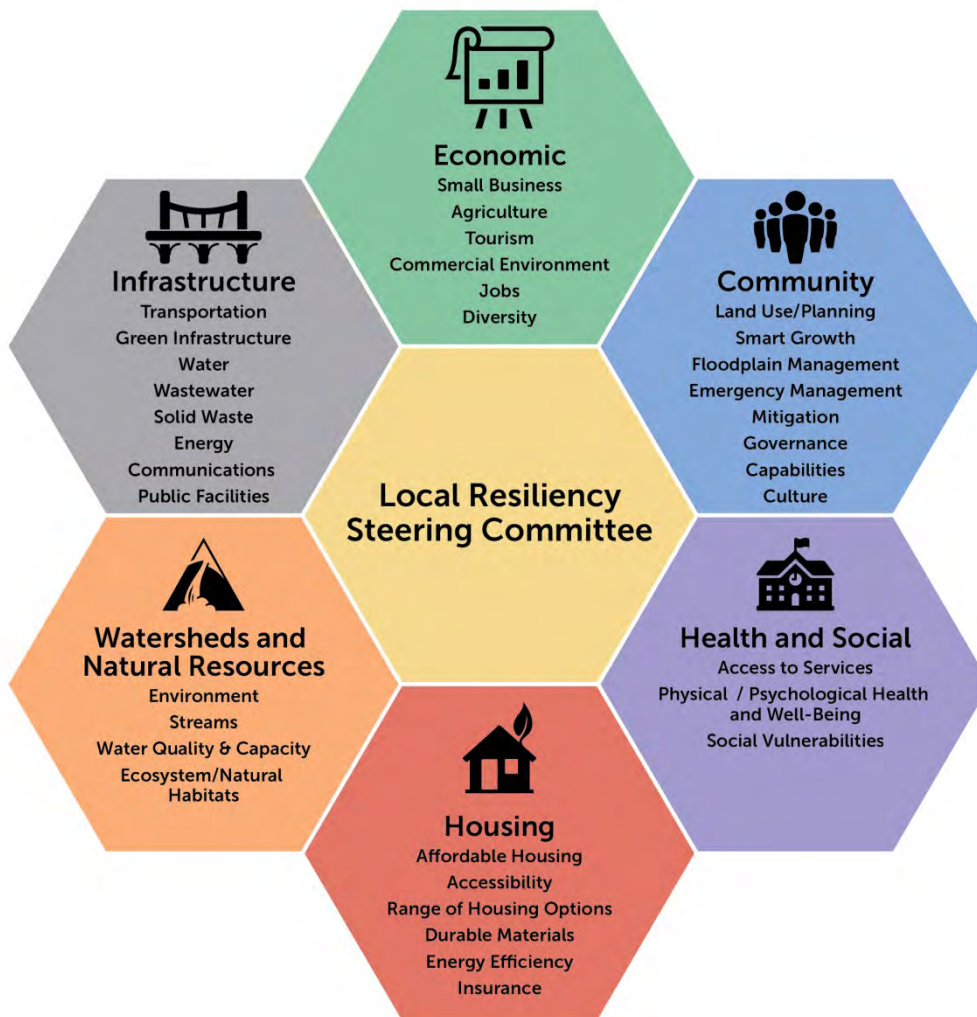 Economic
Small Business
Agriculture
Tourism
Commercial Environment
Jobs
Diversity
Infrastructure
Transportation
Green Infrastructure
Water
Wastewater
Solid Waste
Energy
Communications
Public Facilities
Community
Land Use/Planning
Smart Growth
Floodplain Management
Emergency Management
Mitigation
Governance
Capabilities
Culture
Local Resiliency
Steering Committee
Watersheds and
Natural Resources
Environment
Streams
Water Quality & Capacity
Ecosystem/Natural
Habitats
Health and Social
Access to Services
Physical / Psychological Health
and Well-Being
Social Vulnerabilities
Housing
Affordable Housing
Accessibility
Range of Housing Options
Durable Materials
Energy Efficiency
Insurance